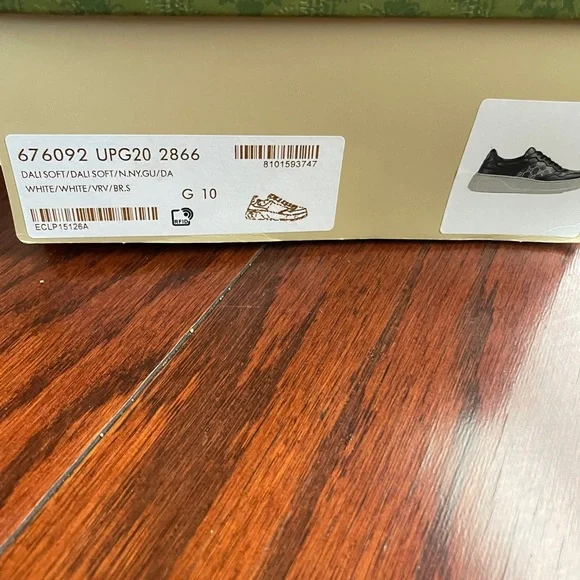 676092 UPG20 2866
8101593747
DALI SOFT/DALI SOFT/N.NY.GU/DA
WHITE/WHITE/VRV/BR.S
G 10
RFID
ECLP15126A